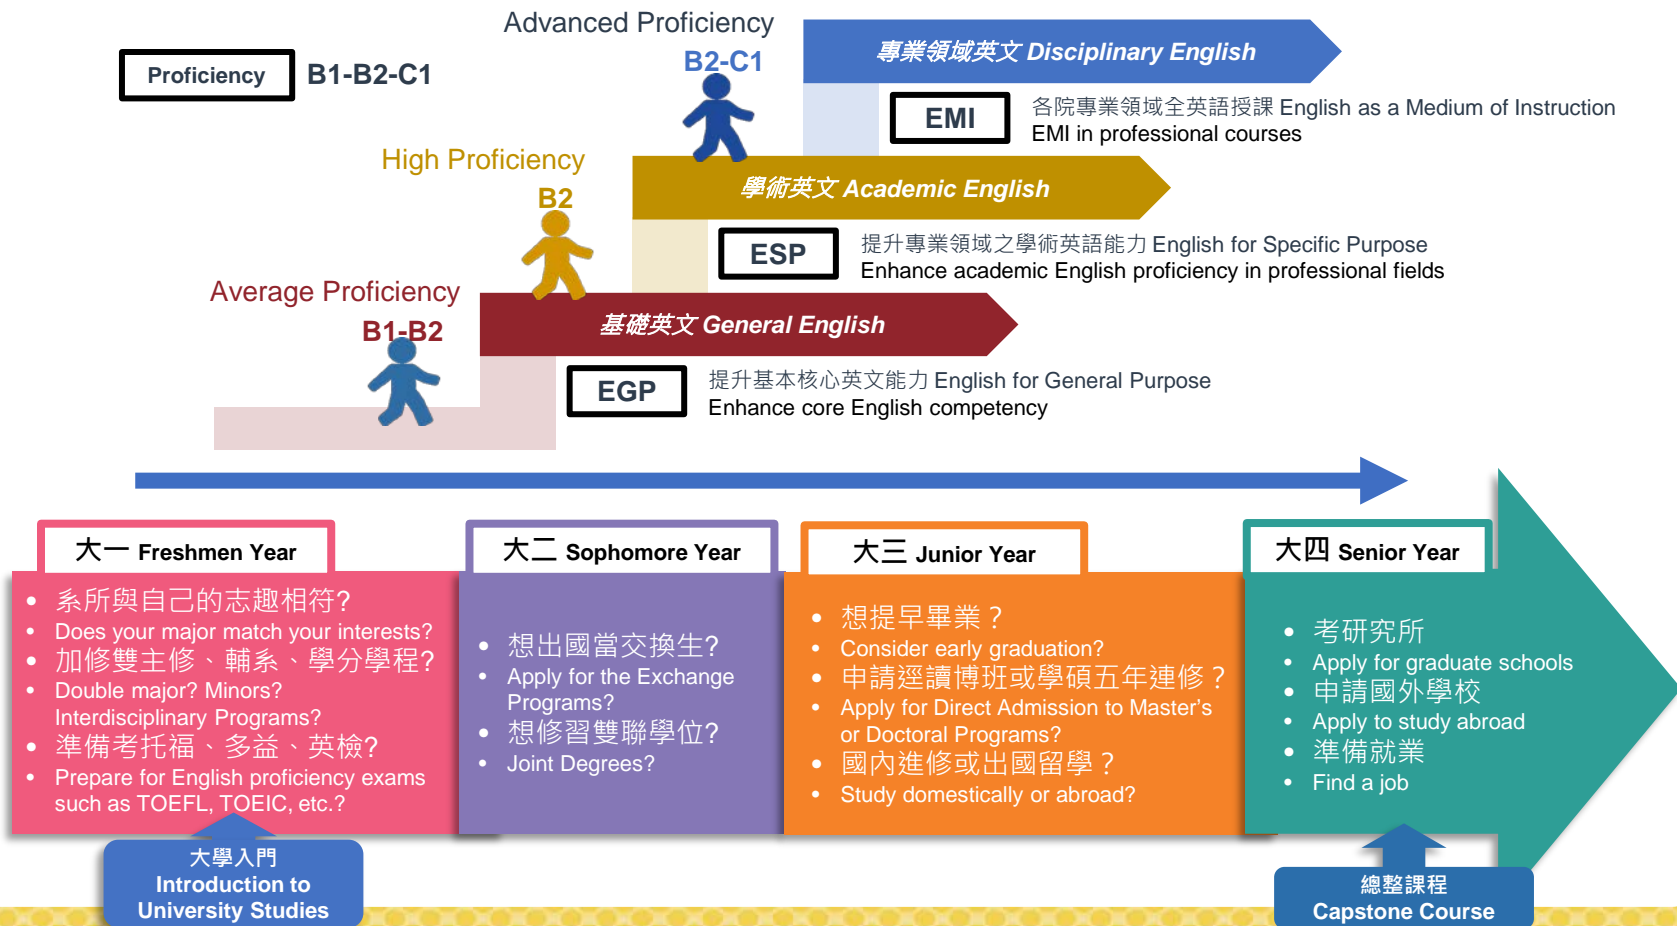 Advanced Proficiency
B2-C1
專業領域英文 Disciplinary English
Proficiency
B1-B2-C1
EMI
各院專業領域全英語授課 English as a Medium of Instruction
EMI in professional courses
High Proficiency
B2
學術英文 Academic English
ESP
提升專業領域之學術英語能力 English for Specific Purpose
Enhance academic English proficiency in professional fields
Average Proficiency
B1-B2
基礎英文 General English
EGP
提升基本核心英文能力 English for General Purpose
Enhance core English competency
大一 Freshmen Year
• 系所與自己的志趣相符?
• Does your major match your interests?
• 加修雙主修、輔系、學分學程?
• Double major? Minors?
Interdisciplinary Programs?
• 準備考托福、多益、英檢?
• Prepare for English proficiency exams
such as TOEFL, TOEIC, etc.?
大學入門
Introduction to
University Studies
大二 Sophomore Year
• 想出國當交換生?
• Apply for the Exchange
Programs?
• 想修習雙聯學位?
• Joint Degrees?
大三 Junior Year
• 想提早畢業？
• Consider early graduation?
• 申請逕讀博班或學碩五年連修？
• Apply for Direct Admission to Master's
or Doctoral Programs?
• 國內進修或出國留學？
• Study domestically or abroad?
大四 Senior Year
• 考研究所
• Apply for graduate schools
• 申請國外學校
• Apply to study abroad
• 準備就業
• Find a job
總整課程
Capstone Course